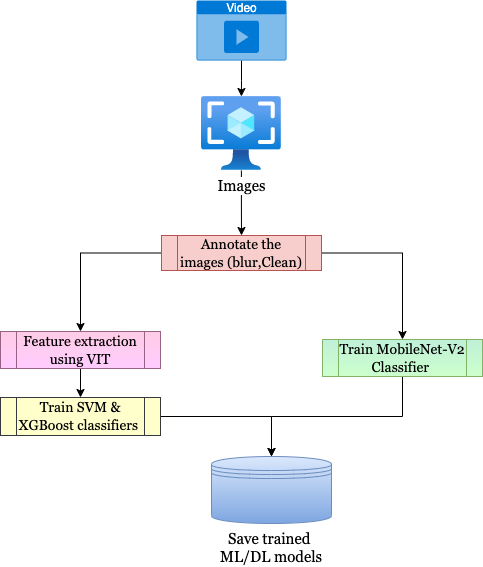 Video
Images
Annotate the
images (blur,Clean)
Feature extraction
using VIT
Train MobileNet-V2
Classifier
Train SVM &
XGBoost classifiers
Save trained
ML/DL models